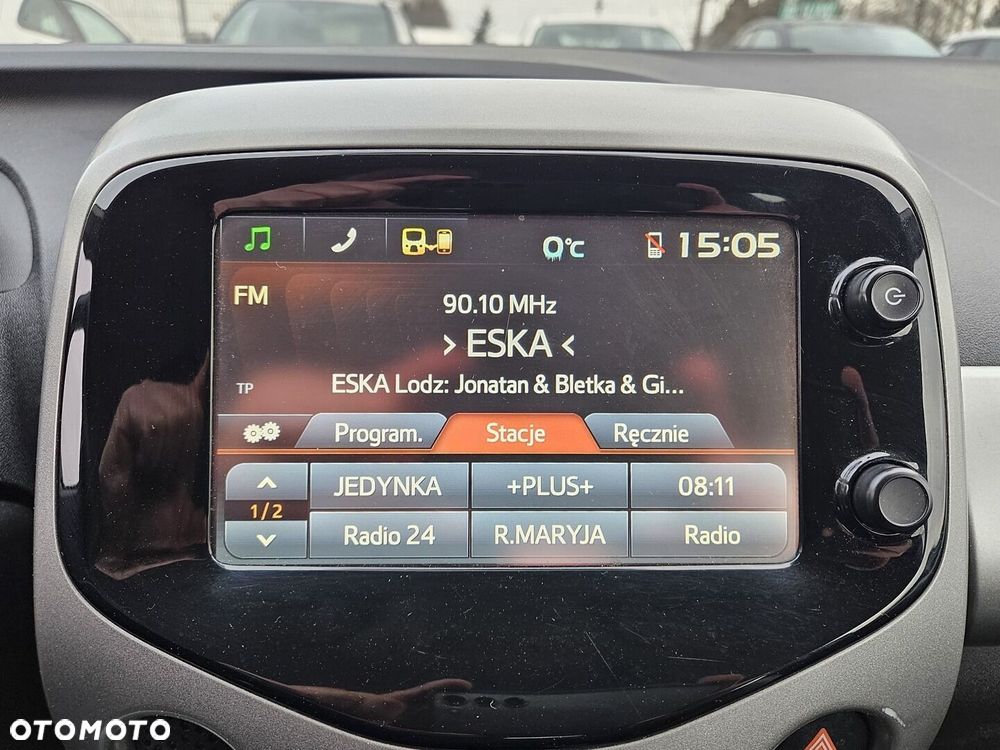 0°C 15:05
FM
90.10 MHz
› ESKA ‹
TP
ESKA Lodz: Jonatan & Bletka & Gi...
Program. Stacje Ręcznie
JEDYNKA +PLUS+ 08:11
1/2
Radio 24 R.MARYJA Radio
OTOMOTO